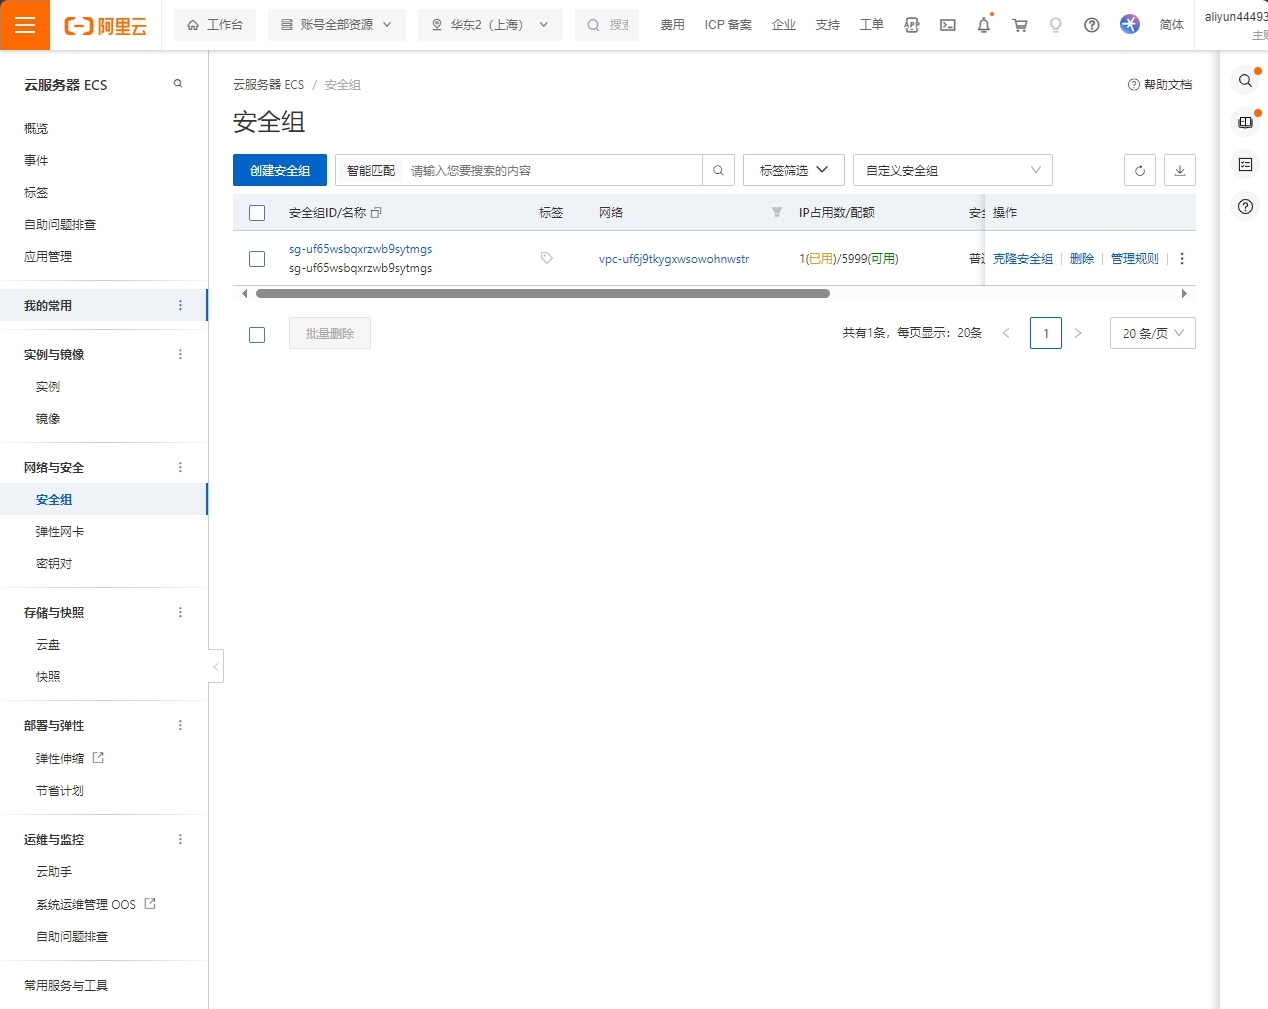 阿里云
工作台
账号全部资源
华东2（上海）
搜索
费用
ICP 备案
企业
支持
工单
简体
aliyun44493
云服务器 ECS
概览
事件
标签
自助问题排查
应用管理
我的常用
实例与镜像
实例
镜像
网络与安全
安全组
弹性网卡
密钥对
存储与快照
云盘
快照
部署与弹性
弹性伸缩
节省计划
运维与监控
云助手
系统运维管理 OOS
自助问题排查
常用服务与工具
云服务器 ECS / 安全组
帮助文档
安全组
创建安全组
智能匹配
请输入您要搜索的内容
标签筛选
自定义安全组
安全组ID/名称
标签
网络
IP占用数/配额
操作
sg-uf65wsbqxrzwb9sytmgs
sg-uf65wsbqxrzwb9sytmgs
vpc-uf6j9tkygxwsowohnwstr
1(已用)/5999(可用)
克隆安全组
删除
管理规则
批量删除
共有1条，每页显示：20条
1
20 条/页